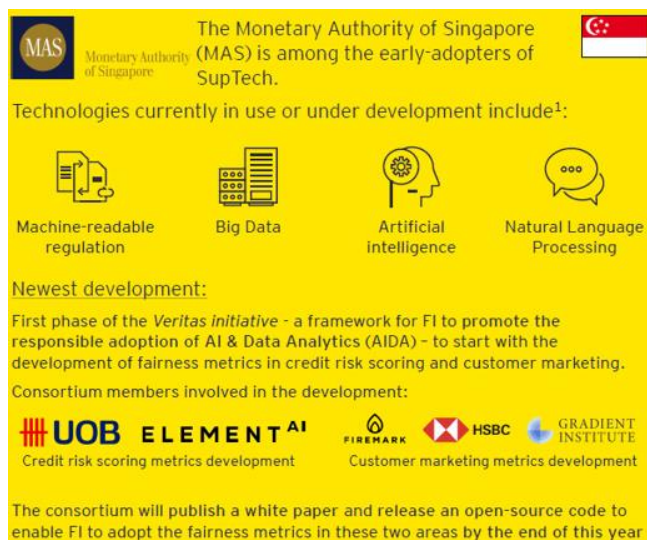 MAS
Monetary Authority
of Singapore
The Monetary Authority of Singapore
(MAS) is among the early-adopters of
SupTech.
Technologies currently in use or under development include¹:
Machine-readable
regulation
Big Data
Artificial
intelligence
Natural Language
Processing
Newest development:
First phase of the Veritas initiative - a framework for FI to promote the
responsible adoption of AI & Data Analytics (AIDA) – to start with the
development of fairness metrics in credit risk scoring and customer marketing.
Consortium members involved in the development:
UOB ELEMENT AI
FIREMARK HSBC GRADIENT
INSTITUTE
Credit risk scoring metrics development
Customer marketing metrics development
The consortium will publish a white paper and release an open-source code to
enable FI to adopt the fairness metrics in these two areas by the end of this year